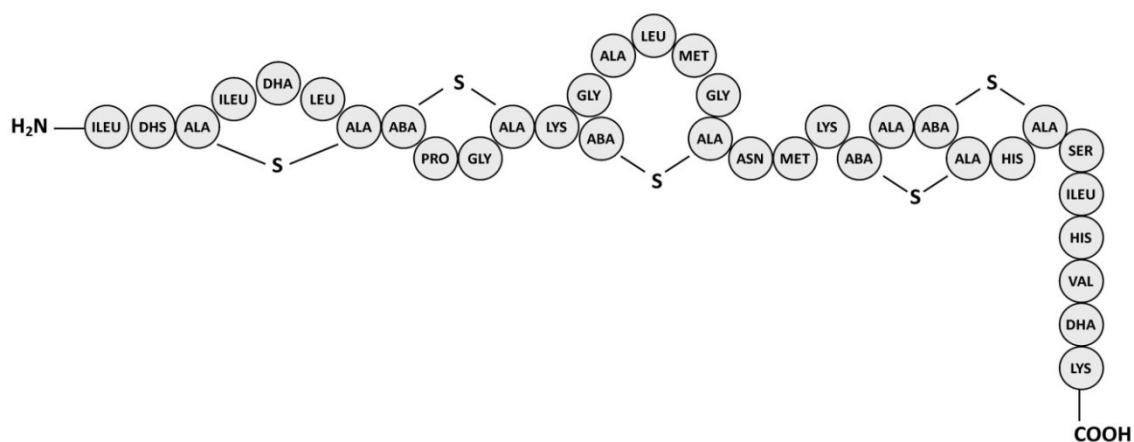 H₂N
ILEU
DHS
ALA
ILEU
DHA
LEU
ALA
S
ABA
PRO
GLY
ALA
S
LYS
ABA
GLY
ALA
LEU
MET
GLY
ALA
S
ASN
MET
LYS
ABA
ALA
ABA
ALA
S
HIS
ALA
S
SER
ILEU
HIS
VAL
DHA
LYS
COOH